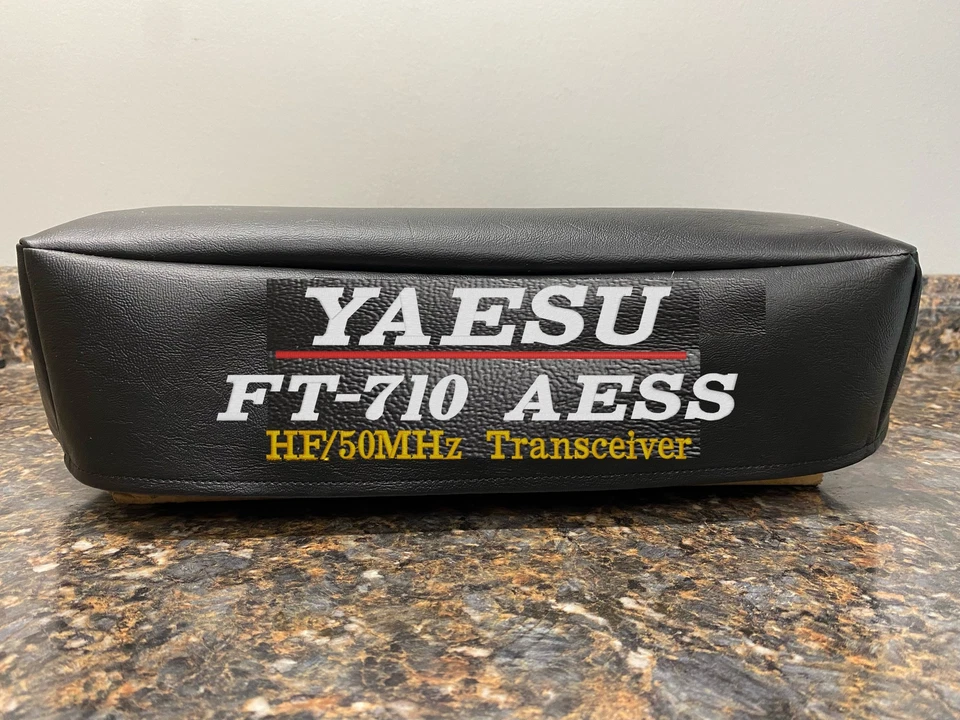 YAESU
FT-710 AESS
HF/50MHz Transceiver